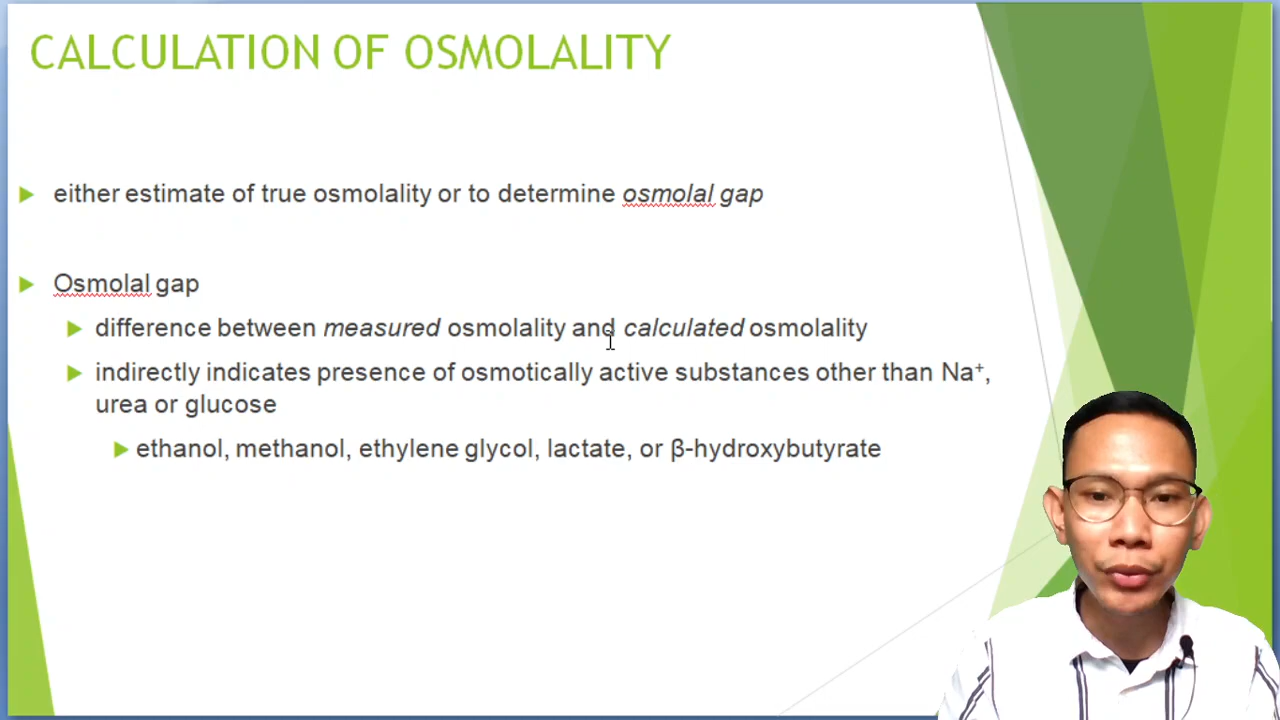 CALCULATION OF OSMOLALITY
either estimate of true osmolality or to determine osmolal gap
Osmolal gap
difference between measured osmolality and calculated osmolality
indirectly indicates presence of osmotically active substances other than Na⁺,
urea or glucose
ethanol, methanol, ethylene glycol, lactate, or β-hydroxybutyrate